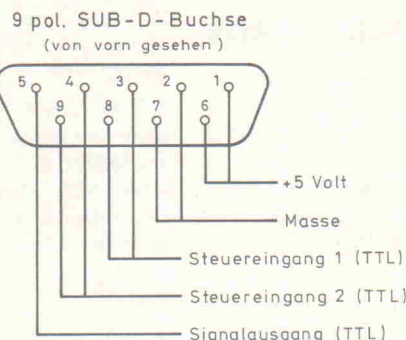 9 pol. SUB-D-Buchse
(von vorn gesehen)
5 4 3 2 1
9 8 7 6
+5 Volt
Masse
Steuereingang 1 (TTL)
Steuereingang 2 (TTL)
Signalausgang (TTL)